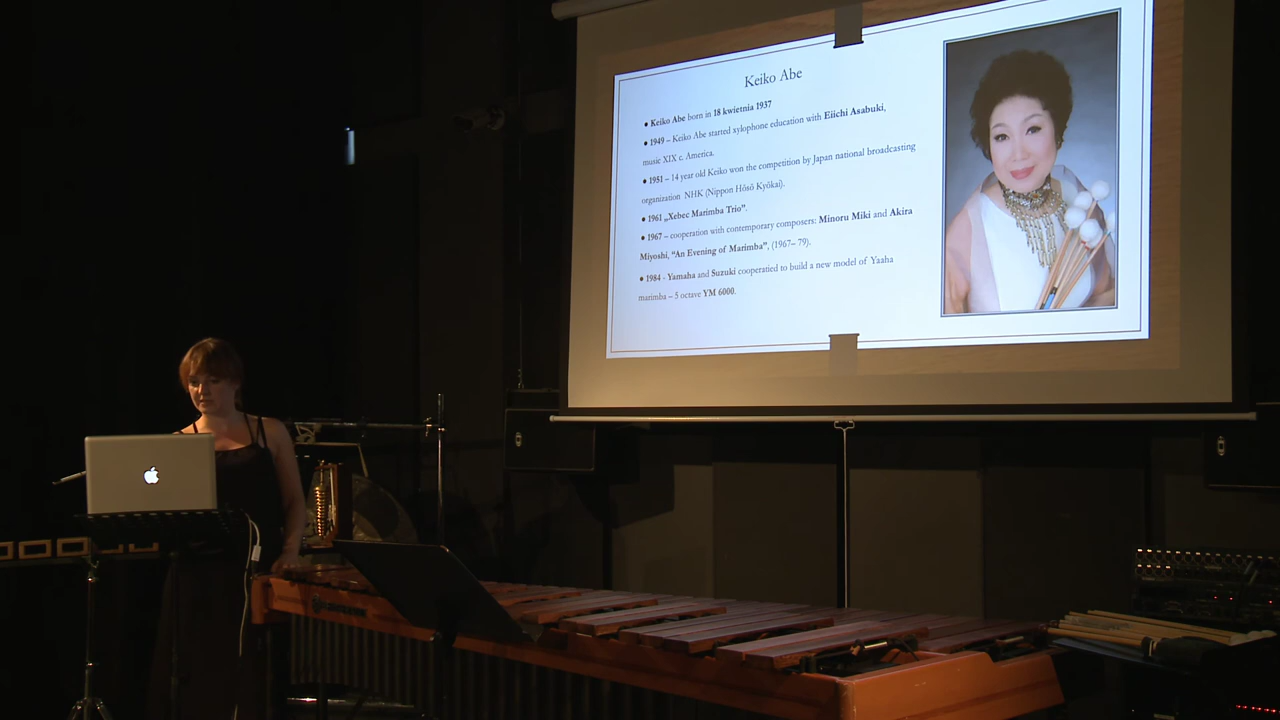 Keiko Abe
• Keiko Abe born in 18 kwietnia 1937
• 1949 – Keiko Abe started xylophone education with Eiichi Asabuki,
music XIX c. America.
• 1951 – 14 year old Keiko won the competition by Japan national broadcasting
organization NHK (Nippon Hōsō Kyōkai).
• 1961 „Xebec Marimba Trio”.
• 1967 – cooperation with contemporary composers: Minoru Miki and Akira
Miyoshi, “An Evening of Marimba”, (1967– 79).
• 1984 - Yamaha and Suzuki cooperatied to build a new model of Yaaha
marimba – 5 octave YM 6000.